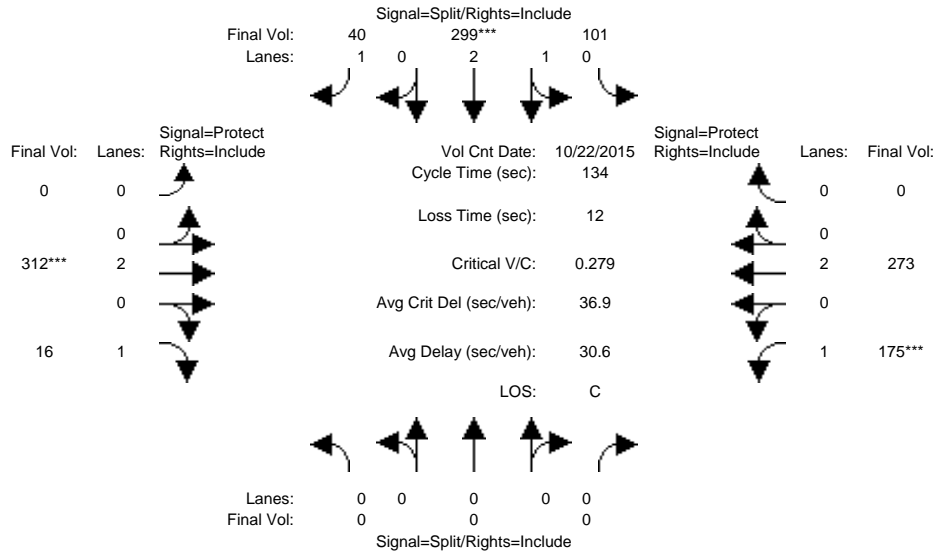 Signal=Split/Rights=Include
Final Vol: 40 299*** 101
Lanes: 1 0 2 1 0
Signal=Protect Signal=Protect
Final Vol: Lanes: Rights=Include Vol Cnt Date: 10/22/2015 Rights=Include Lanes: Final Vol:
Cycle Time (sec): 134
0 0 0 0
Loss Time (sec): 12
0 0
312*** 2 Critical V/C: 0.279 2 273
0 Avg Crit Del (sec/veh): 36.9 0
16 1 Avg Delay (sec/veh): 30.6 1 175***
LOS: C
Lanes: 0 0 0 0 0
Final Vol: 0 0 0
Signal=Split/Rights=Include